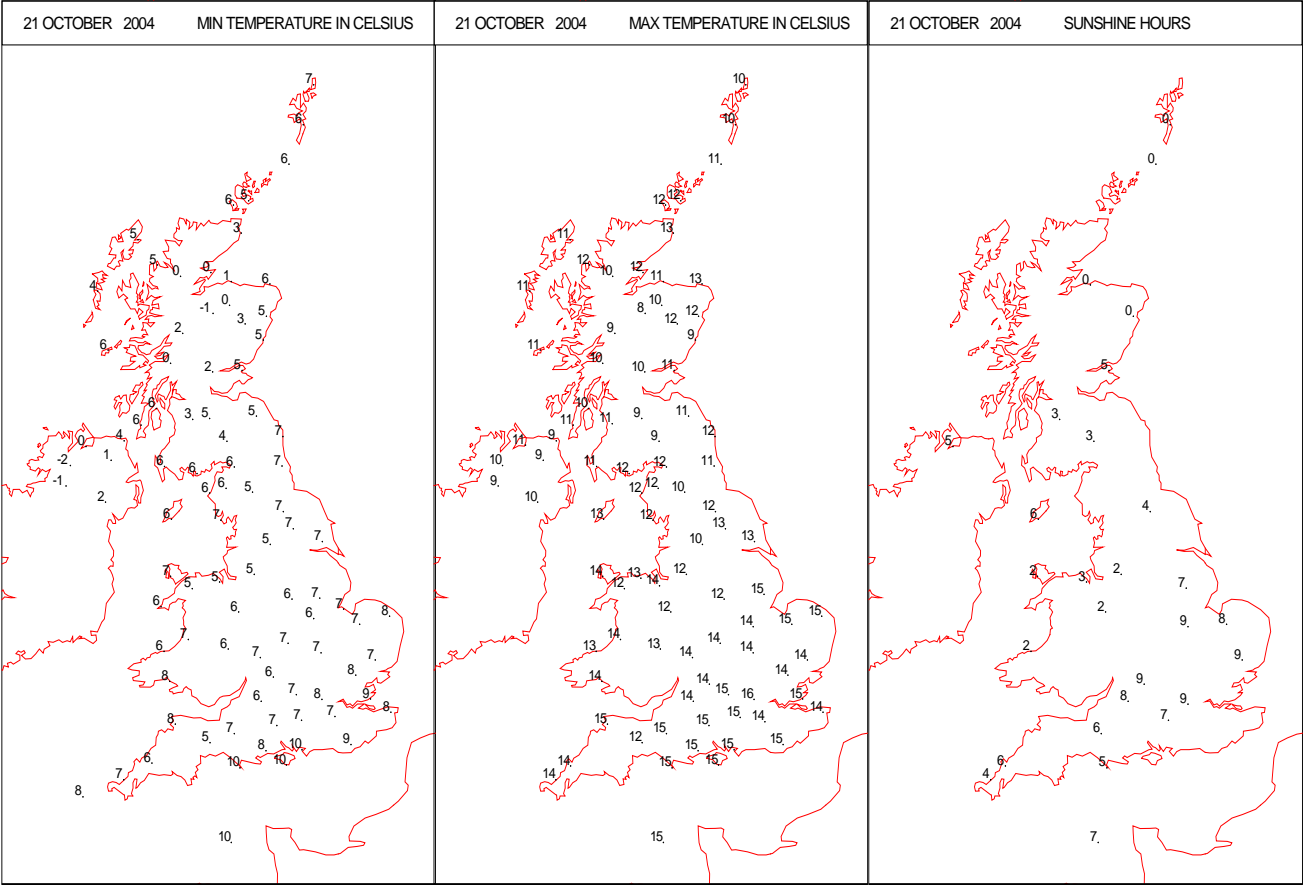 21 OCTOBER 2004 MIN TEMPERATURE IN CELSIUS
7
6
6
6 5
3
5
5 0 0 1 6
4
-1 0 5
2 3 5
6
0 2 5
6 3 5 5
6 4 7
0 4
-2 1 6 6 6 7
-1 6 6 5
2
6 7 7 7
5 7
7 5 5 5
6 6 6 7 7 8
6 7
7 6 7 7
6 7 7
8 6 8
6 7 8 9
8 7 7 7 8
5 8 10 9
6 10 10
7
8
10
21 OCTOBER 2004 MAX TEMPERATURE IN CELSIUS
10
10
11
12 12
13
11
12 10 12 11 13
11
8 10 12
9 12 9
11
10 10 11
10 9 11
11 11 9 12
11 9
10 9 11 12 12 11
9 12 12 10
10
13 12 12 13
10 13
14 13 12 14 12
12 12 15 15
14 15
14 13 14 14
13 14 14
14 14 14
14 15 16 15
15 15 15 15 14 14
12 15 15 15
14 15 15
14
15
21 OCTOBER 2004 SUNSHINE HOURS
0
0
0
0
5
3
5 3
4
6
2 3 2 7
2 9 8
2 9
9
8 9
6 7
6 5
4
7